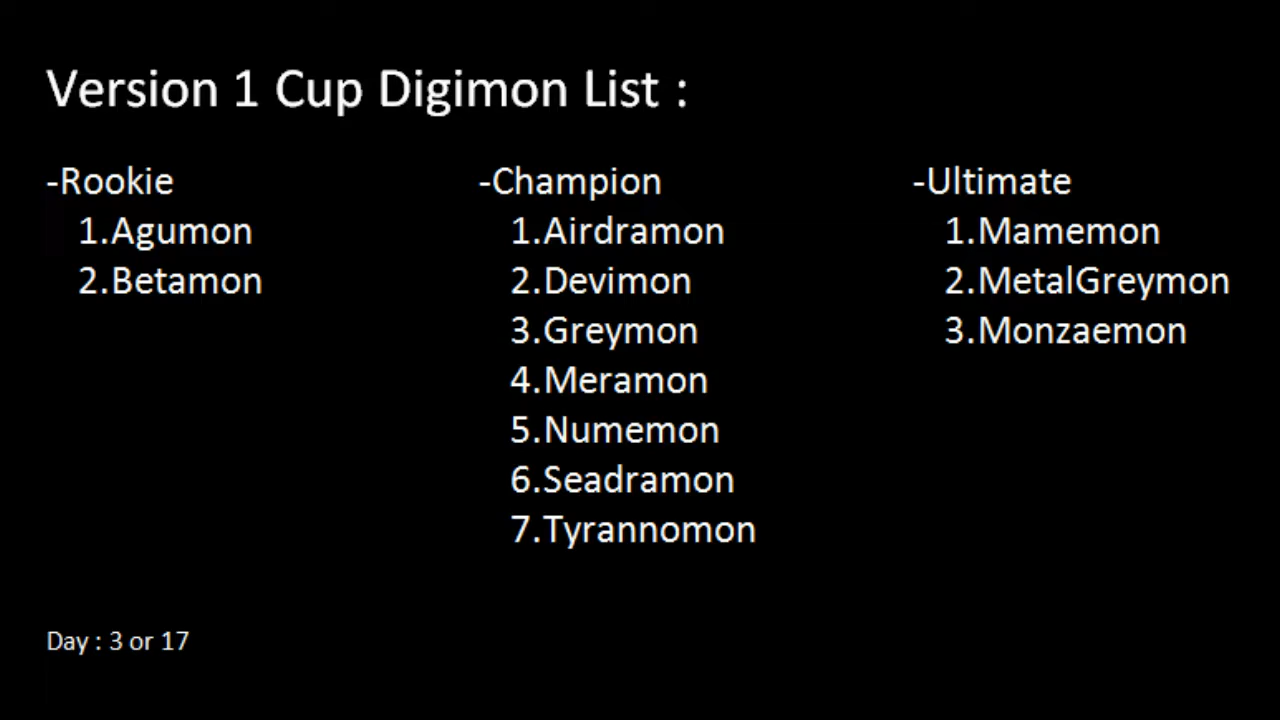 Version 1 Cup Digimon List :
-Rookie
1.Agumon
2.Betamon
-Champion
1.Airdramon
2.Devimon
3.Greymon
4.Meramon
5.Numemon
6.Seadramon
7.Tyrannomon
-Ultimate
1.Mamemon
2.MetalGreymon
3.Monzaemon
Day : 3 or 17